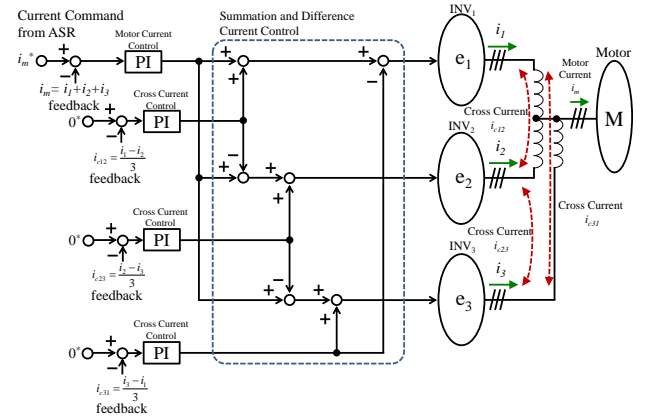 Current Command
from ASR
Summation and Difference
Current Control
INV1
Motor Current
Control
im*
+
−
PI
+
+
+
−
e1
i1
Motor
Motor
Current
im
M
im= i1+i2+i3
feedback
Cross Current
Control
0*
+
−
PI
ic12 = i1−i2
3
feedback
Cross Current
ic12
INV2
i2
−
+
+
+
e2
Cross Current
ic31
Cross Current
Control
0*
+
−
PI
ic23 = i2−i3
3
feedback
Cross Current
ic23
INV3
i3
−
+
+
+
e3
Cross Current
Control
0*
+
−
PI
ic31 = i3−i1
3
feedback